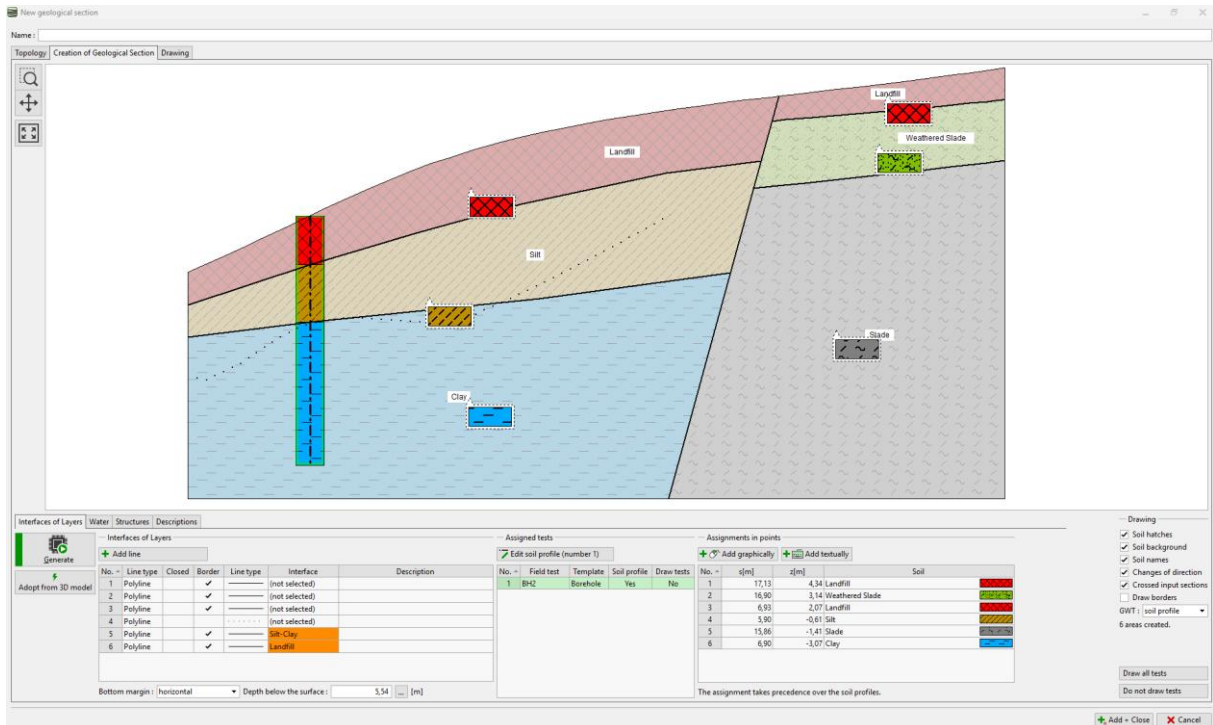 New geological section
Name :
Topology Creation of Geological Section Drawing
Landfill
Weathered Slade
Landfill
Silt
Slade
Clay
Interfaces of Layers Water Structures Descriptions
Generate
Adopt from 3D model
Interfaces of Layers
Add line
No. Line type Closed Border Line type Interface Description
1 Polyline (not selected)
2 Polyline (not selected)
3 Polyline (not selected)
4 Polyline (not selected)
5 Polyline Silt-Clay
6 Polyline Landfill
Bottom margin : horizontal Depth below the surface : 5,54 ... [m]
Assigned tests
Edit soil profile (number 1)
No. Field test Template Soil profile Draw tests
1 BH2 Borehole Yes No
Assignments in points
Add graphically Add textually
No. s[m] z[m] Soil
1 17,13 4,34 Landfill
2 16,90 3,14 Weathered Slade
3 6,93 2,07 Landfill
4 5,90 -0,61 Silt
5 15,86 -1,41 Slade
6 6,90 -3,07 Clay
The assignment takes precedence over the soil profiles.
Drawing
Soil hatches
Soil background
Soil names
Changes of direction
Crossed input sections
Draw borders
GWT : soil profile
6 areas created.
Draw all tests
Do not draw tests
Add + Close Cancel